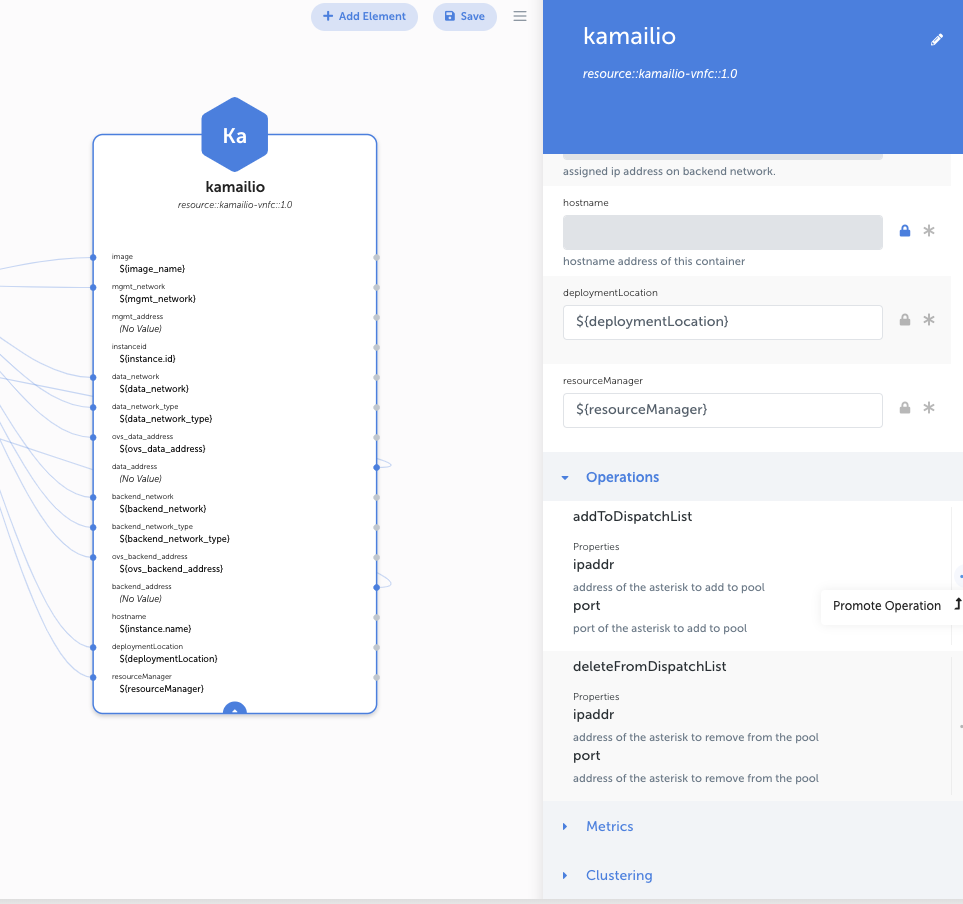 Add Element
Save
Ka
kamailio
resource::kamailio-vnfc::1.0
image
${image_name}
mgmt_network
${mgmt_network}
mgmt_address
(No Value)
instanceid
${instance.id}
data_network
${data_network}
data_network_type
${data_network_type}
ovs_data_address
${ovs_data_address}
data_address
(No Value)
backend_network
${backend_network}
backend_network_type
${backend_network_type}
ovs_backend_address
${ovs_backend_address}
backend_address
(No Value)
hostname
${instance.name}
deploymentLocation
${deploymentLocation}
resourceManager
${resourceManager}
kamailio
resource::kamailio-vnfc::1.0
assigned ip address on backend network.
hostname
hostname address of this container
deploymentLocation
${deploymentLocation}
resourceManager
${resourceManager}
Operations
addToDispatchList
Properties
ipaddr
address of the asterisk to add to pool
port
Promote Operation
port of the asterisk to add to pool
deleteFromDispatchList
Properties
ipaddr
address of the asterisk to remove from the pool
port
address of the asterisk to remove from the pool
Metrics
Clustering